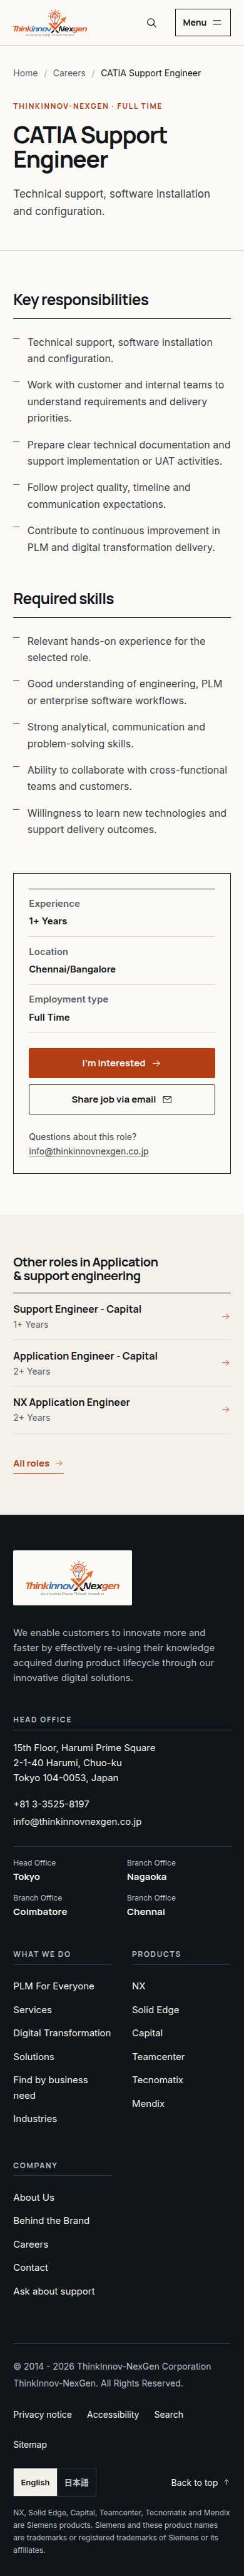 Thinkinnov Nexgen
Menu
Home / Careers / CATIA Support Engineer
THINKINNOV-NEXGEN · FULL TIME
CATIA Support
Engineer
Technical support, software installation
and configuration.
Key responsibilities
Technical support, software installation
and configuration.
Work with customer and internal teams to
understand requirements and delivery
priorities.
Prepare clear technical documentation and
support implementation or UAT activities.
Follow project quality, timeline and
communication expectations.
Contribute to continuous improvement in
PLM and digital transformation delivery.
Required skills
Relevant hands-on experience for the
selected role.
Good understanding of engineering, PLM
or enterprise software workflows.
Strong analytical, communication and
problem-solving skills.
Ability to collaborate with cross-functional
teams and customers.
Willingness to learn new technologies and
support delivery outcomes.
Experience
1+ Years
Location
Chennai/Bangalore
Employment type
Full Time
I'm interested →
Share job via email
Questions about this role?
info@thinkinnovnexgen.co.jp
Other roles in Application
& support engineering
Support Engineer - Capital
1+ Years
→
Application Engineer - Capital
2+ Years
→
NX Application Engineer
2+ Years
→
All roles →
Thinkinnov Nexgen
We enable customers to innovate more and
faster by effectively re-using their knowledge
acquired during product lifecycle through our
innovative digital solutions.
HEAD OFFICE
15th Floor, Harumi Prime Square
2-1-40 Harumi, Chuo-ku
Tokyo 104-0053, Japan
+81 3-3525-8197
info@thinkinnovnexgen.co.jp
Head Office
Tokyo
Branch Office
Nagaoka
Branch Office
Coimbatore
Branch Office
Chennai
WHAT WE DO
PLM For Everyone
Services
Digital Transformation
Solutions
Find by business
need
Industries
PRODUCTS
NX
Solid Edge
Capital
Teamcenter
Tecnomatix
Mendix
COMPANY
About Us
Behind the Brand
Careers
Contact
Ask about support
© 2014 - 2026 ThinkInnov-NexGen Corporation
ThinkInnov-NexGen. All Rights Reserved.
Privacy notice Accessibility Search
Sitemap
English 日本語
Back to top ↑
NX, Solid Edge, Capital, Teamcenter, Tecnomatix and Mendix
are Siemens products. Siemens and these product names
are trademarks or registered trademarks of Siemens or its
affiliates.